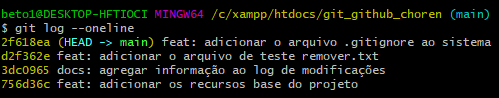 beto1@DESKTOP-HFTIOCI MINGW64 /c/xampp/htdocs/git_github_choren (main)
$ git log --oneline
2f618ea (HEAD -> main) feat: adicionar o arquivo .gitignore ao sistema
d2f362e feat: adicionar o arquivo de teste remover.txt
3dc0965 docs: agregar informação ao log de modificações
756d36c feat: adicionar os recursos base do projeto